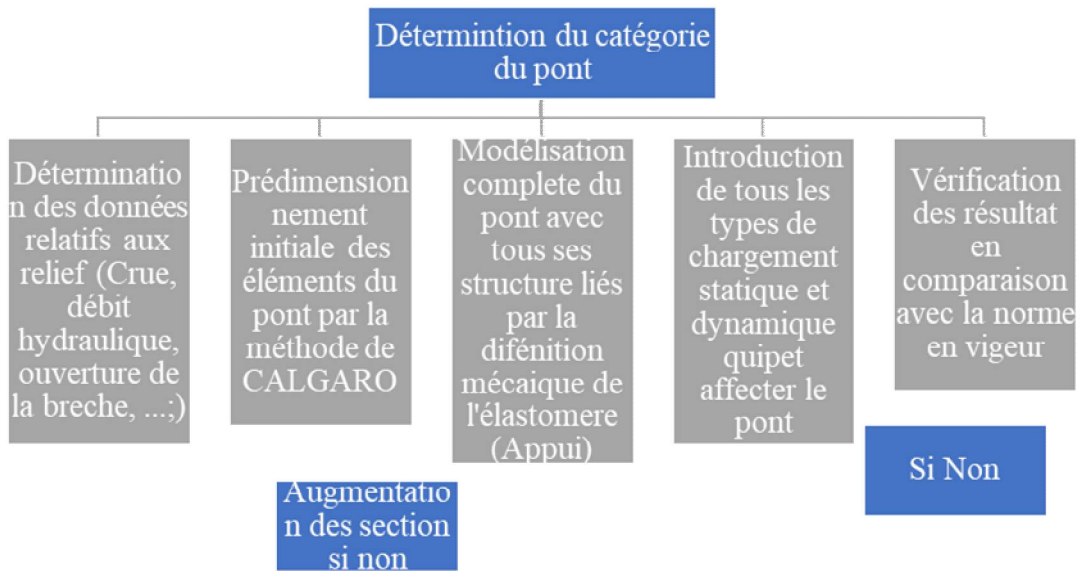 Détermintion du catégorie
du pont
Déterminatio
n des données
relatifs aux
relief (Crue,
débit
hydraulique,
ouverture de
la breche, ...;)
Prédimension
nement
initiale des
éléments du
pont par la
méthode de
CALGARO
Modélisation
complete du
pont avec
tous ses
structure liés
par la
difénition
mécaique de
l'élastomere
(Appui)
Introduction
de tous les
types de
chargement
statique et
dynamique
quipet
affecter le
pont
Vérification
des résultat
en
comparaison
avec la norme
en vigeur
Augmentatio
n des section
si non
Si Non